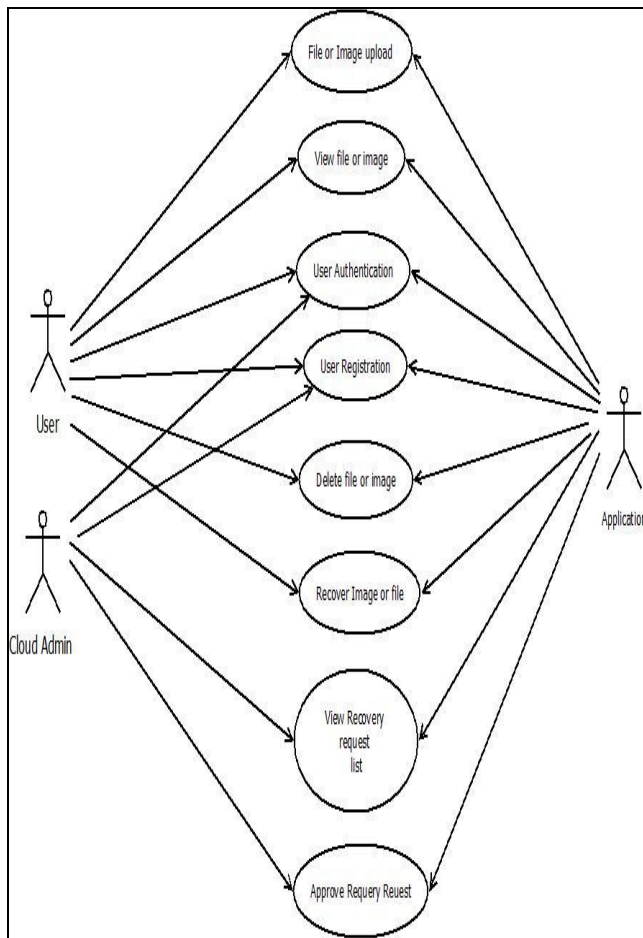 File or Image upload
View file or image
User Authentication
User Registration
User
Delete file or image
Application
Recover Image or file
Cloud Admin
View Recovery
request
list
Approve Requery Reuest